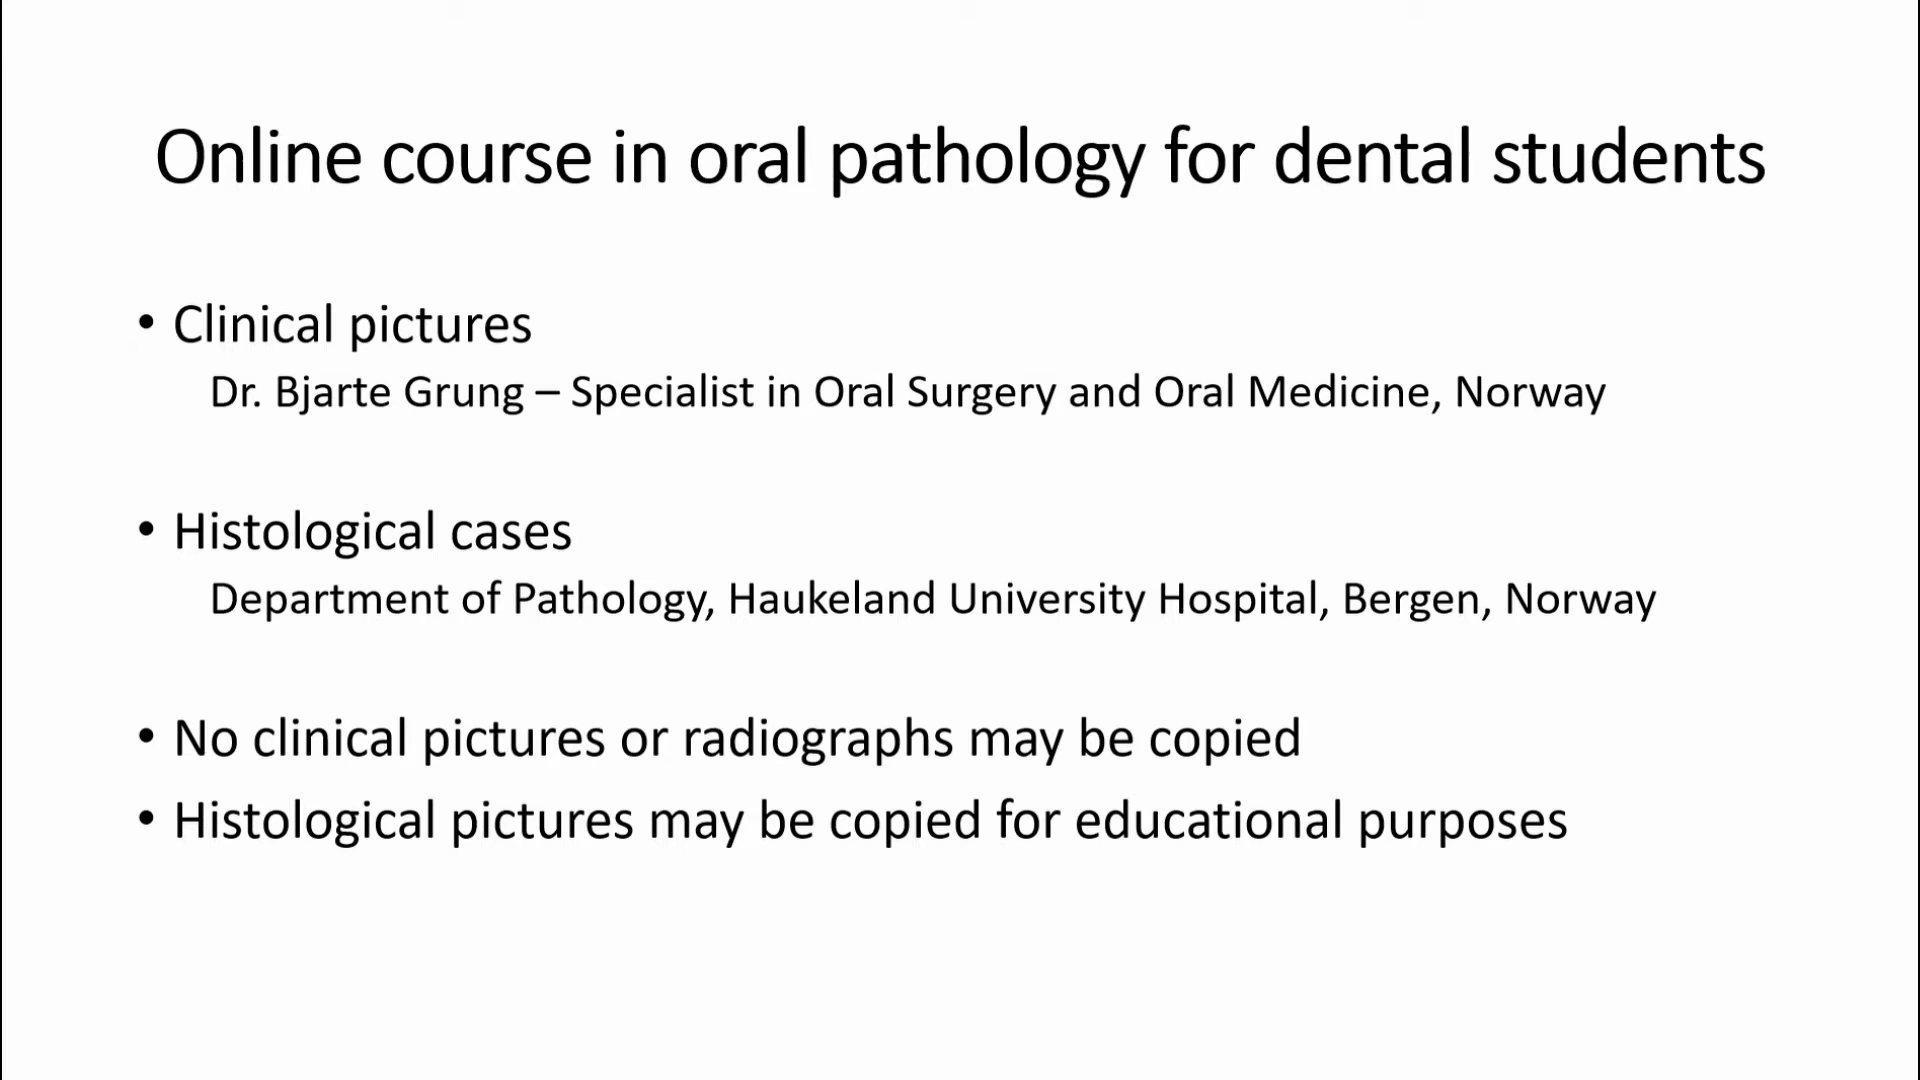 Online course in oral pathology for dental students
• Clinical pictures
Dr. Bjarte Grung – Specialist in Oral Surgery and Oral Medicine, Norway
• Histological cases
Department of Pathology, Haukeland University Hospital, Bergen, Norway
• No clinical pictures or radiographs may be copied
• Histological pictures may be copied for educational purposes